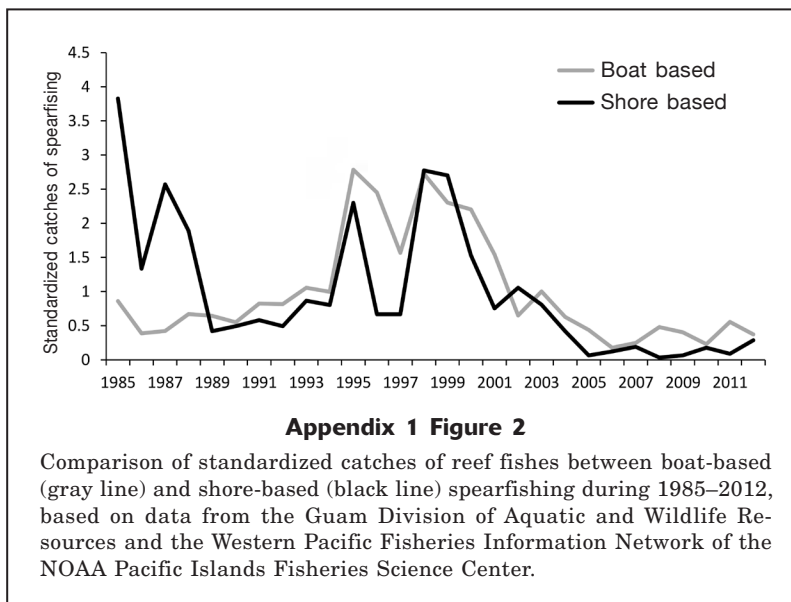 4.5
4
3.5
3
2.5
2
1.5
1
0.5
0
Standardized catches of spearfising
Boat based
Shore based
1985 1987 1989 1991 1993 1995 1997 1999 2001 2003 2005 2007 2009 2011
Appendix 1 Figure 2
Comparison of standardized catches of reef fishes between boat-based
(gray line) and shore-based (black line) spearfishing during 1985–2012,
based on data from the Guam Division of Aquatic and Wildlife Re-
sources and the Western Pacific Fisheries Information Network of the
NOAA Pacific Islands Fisheries Science Center.